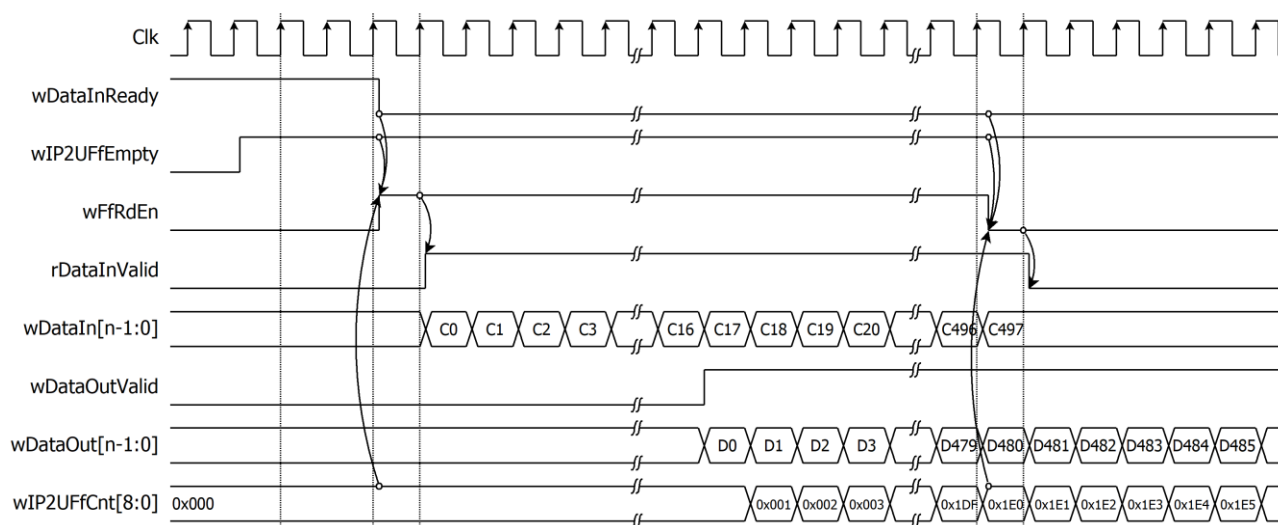 Clk
wDataInReady
wIP2UFfEmpty
wFfRdEn
rDataInValid
wDataIn[n-1:0] C0 C1 C2 C3 C16 C17 C18 C19 C20 C496 C497
wDataOutValid
wDataOut[n-1:0] D0 D1 D2 D3 D479 D480 D481 D482 D483 D484 D485
wIP2UFfCnt[8:0] 0x000 0x001 0x002 0x003 0x1DF 0x1E0 0x1E1 0x1E2 0x1E3 0x1E4 0x1E5